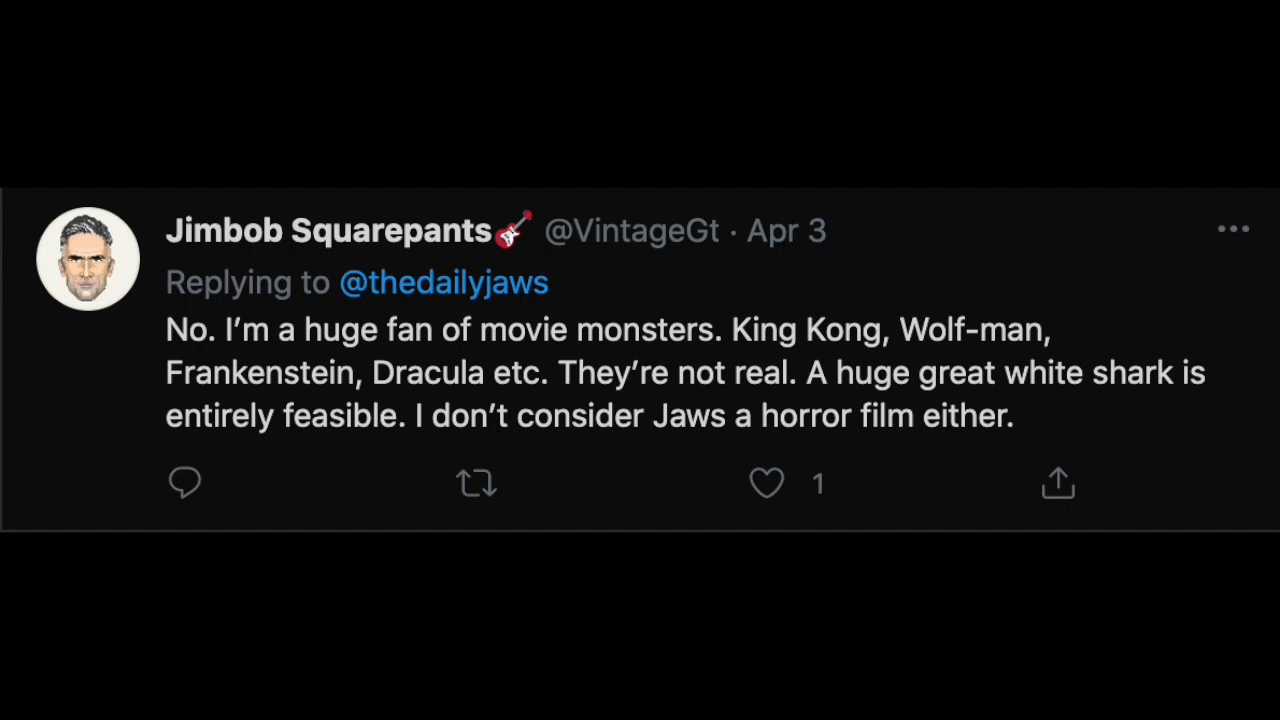 Jimbob Squarepants🎸 @VintageGt · Apr 3
Replying to @thedailyjaws
No. I’m a huge fan of movie monsters. King Kong, Wolf-man,
Frankenstein, Dracula etc. They’re not real. A huge great white shark is
entirely feasible. I don’t consider Jaws a horror film either.
1